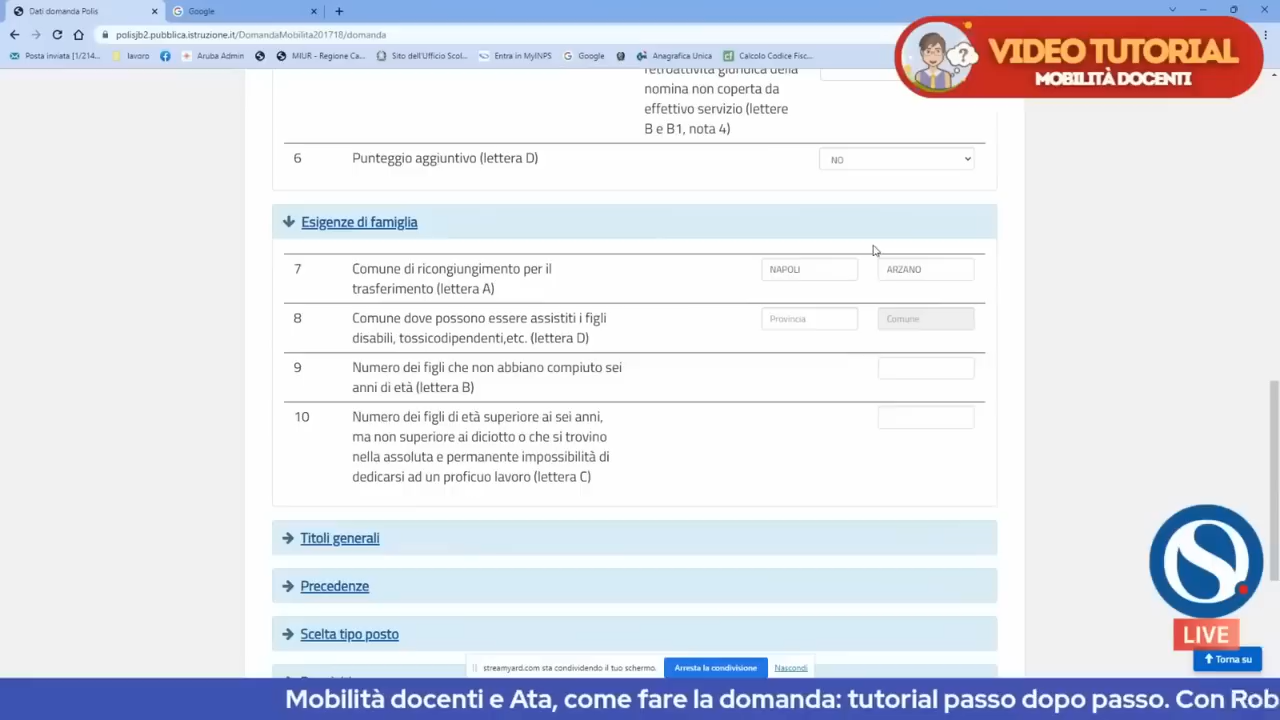 Dati domanda Polis
Google
polisjb2.pubblica.istruzione.it/DomandaMobilita201718/domanda
Posta inviata [1/214...
lavoro
Aruba Admin
MIUR - Regione Ca...
Sito dell'Ufficio Scol...
Entra in MyINPS
Google
Anagrafica Unica
Calcolo Codice Fisc...
VIDEO TUTORIAL
MOBILITÀ DOCENTI
retroattività giuridica della
nomina non coperta da
effettivo servizio (lettere
B e B1, nota 4)
6 Punteggio aggiuntivo (lettera D) NO
Esigenze di famiglia
7 Comune di ricongiungimento per il NAPOLI ARZANO
trasferimento (lettera A)
8 Comune dove possono essere assistiti i figli Provincia Comune
disabili, tossicodipendenti,etc. (lettera D)
9 Numero dei figli che non abbiano compiuto sei
anni di età (lettera B)
10 Numero dei figli di età superiore ai sei anni,
ma non superiore ai diciotto o che si trovino
nella assoluta e permanente impossibilità di
dedicarsi ad un proficuo lavoro (lettera C)
Titoli generali
Precedenze
Scelta tipo posto
S
LIVE
Torna su
streamyard.com sta condividendo il tuo schermo.
Arresta la condivisione
Nascondi
Mobilità docenti e Ata, come fare la domanda: tutorial passo dopo passo. Con Rob